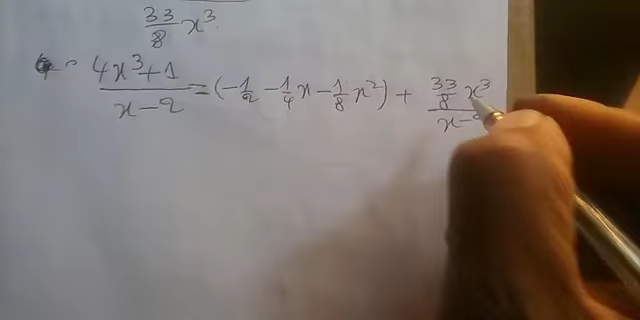 33/8 x³
4x³+1 / x-2 = (-1/2 - 1/4 x - 1/8 x²) + 33/8 x³ / x-